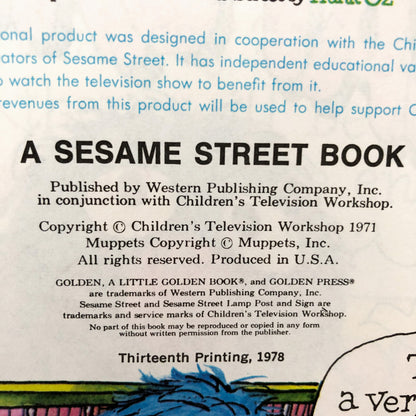 onal product was designed in cooperation with the Chi
ators of Sesame Street. It has independent educational va
o watch the television show to benefit from it.
revenues from this product will be used to help support C
A SESAME STREET BOOK
Published by Western Publishing Company, Inc.
in conjunction with Children's Television Workshop.
Copyright © Children's Television Workshop 1971
Muppets Copyright © Muppets, Inc.
All rights reserved. Produced in U.S.A.
GOLDEN, A LITTLE GOLDEN BOOK®, and GOLDEN PRESS®
are trademarks of Western Publishing Company, Inc.
Sesame Street and Sesame Street Lamp Post and Sign are
trademarks and service marks of Children's Television Workshop.
No part of this book may be reproduced or copied in any form
without written permission from the publisher.
Thirteenth Printing, 1978
a ver